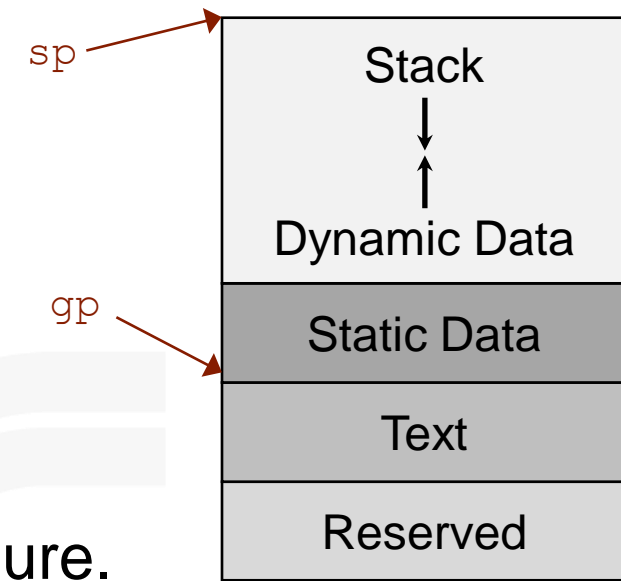 sp
Stack
Dynamic Data
gp
Static Data
Text
Reserved
ure.